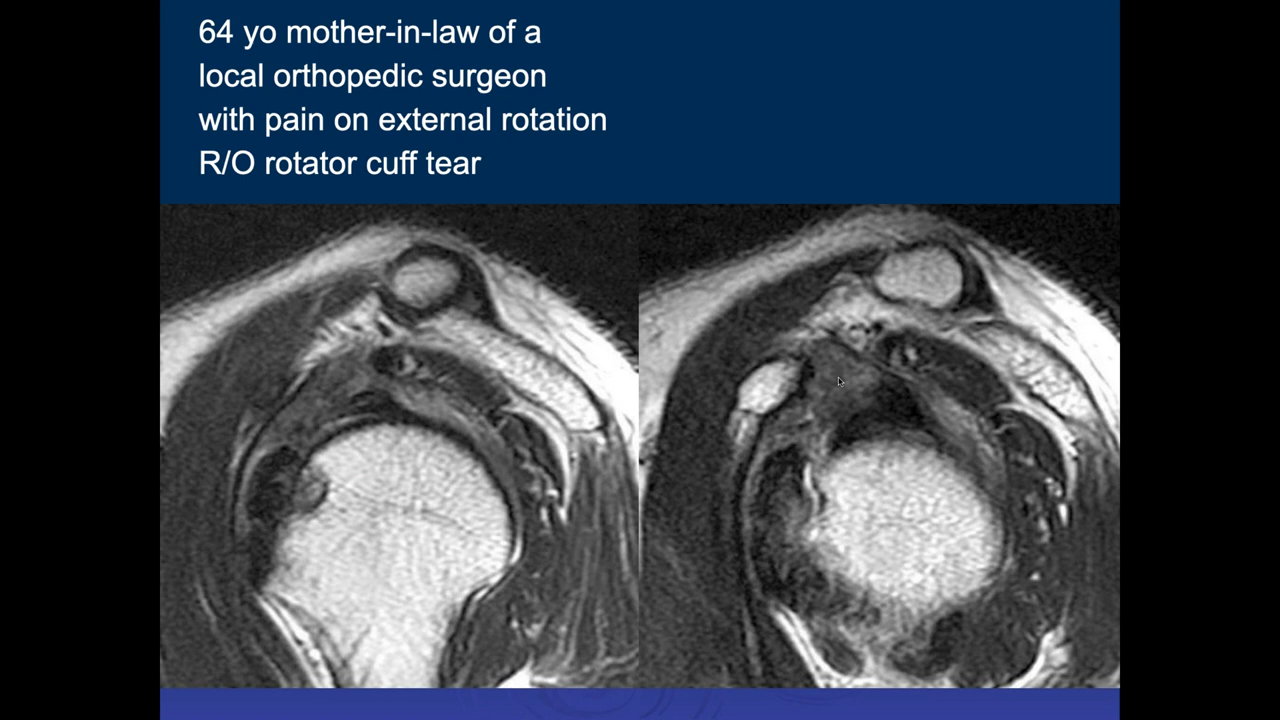 64 yo mother-in-law of a
local orthopedic surgeon
with pain on external rotation
R/O rotator cuff tear